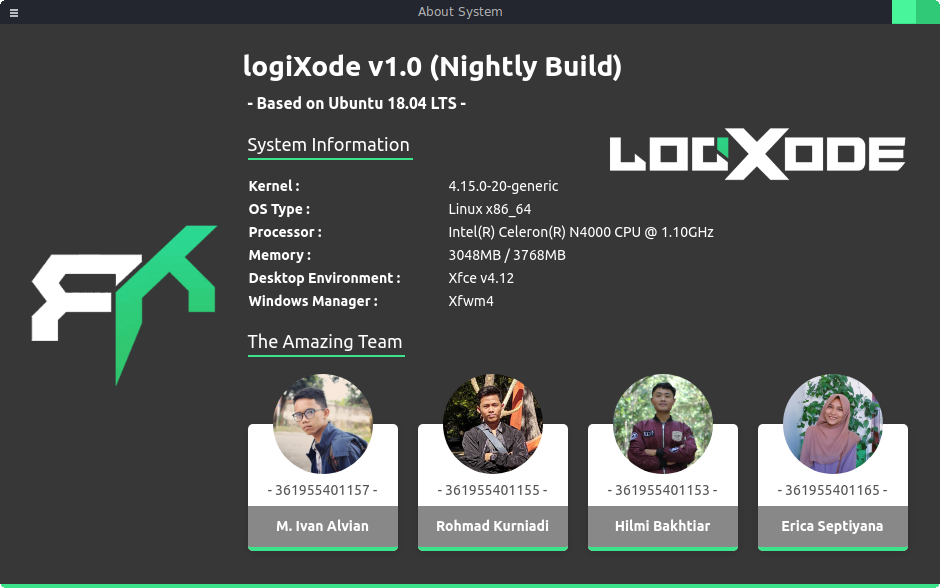 About System
logiXode v1.0 (Nightly Build)
- Based on Ubuntu 18.04 LTS -
System Information
LOGIXODE
Kernel : 4.15.0-20-generic
OS Type : Linux x86_64
Processor : Intel(R) Celeron(R) N4000 CPU @ 1.10GHz
Memory : 3048MB / 3768MB
Desktop Environment : Xfce v4.12
Windows Manager : Xfwm4
The Amazing Team
- 361955401157 - - 361955401155 - - 361955401153 - - 361955401165 -
M. Ivan Alvian Rohmad Kurniadi Hilmi Bakhtiar Erica Septiyana